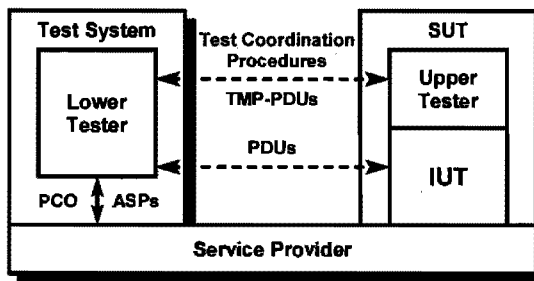 Test System
SUT
Test Coordination
Procedures
TMP-PDUs
Lower
Tester
Upper
Tester
PDUs
IUT
PCO
ASPs
Service Provider